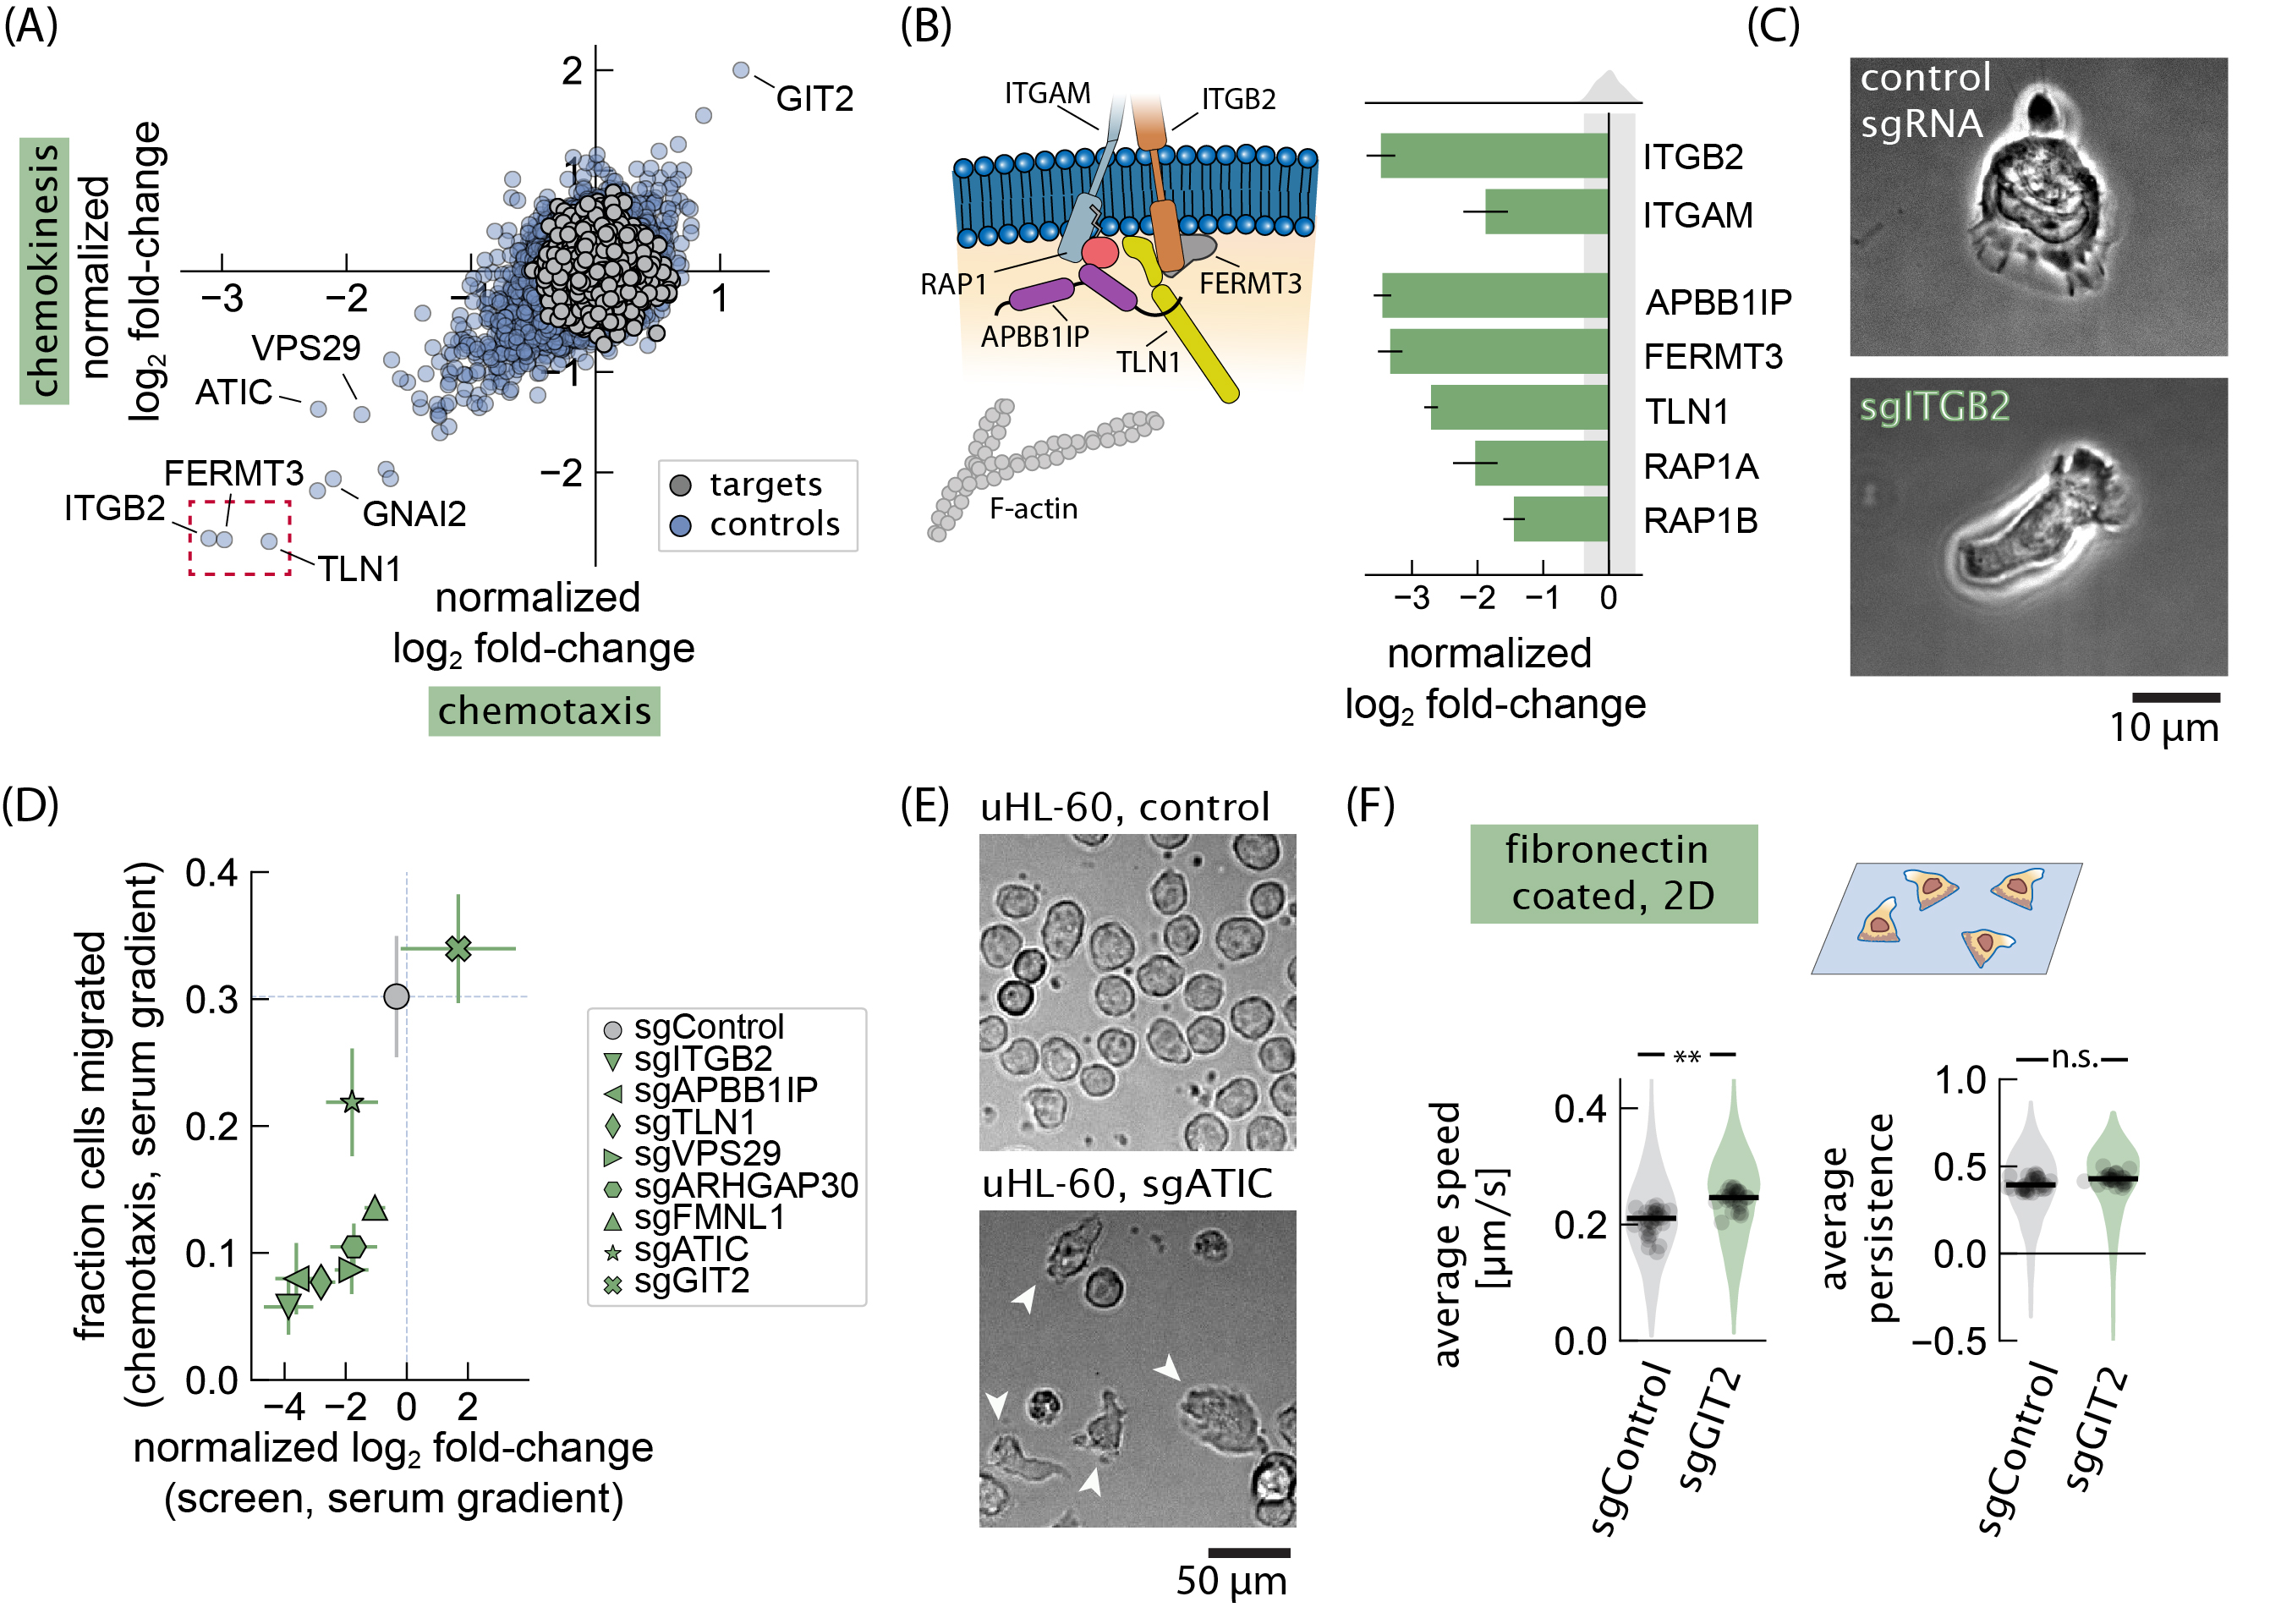 (A)
chemokinesis
normalized
log₂ fold-change
2
1
−1
−2
−3
−2
−1
1
GIT2
VPS29
ATIC
FERMT3
ITGB2
GNAI2
TLN1
targets
controls
normalized
log₂ fold-change
chemotaxis
(B)
ITGAM
ITGB2
RAP1
FERMT3
APBB1IP
TLN1
F-actin
ITGB2
ITGAM
APBB1IP
FERMT3
TLN1
RAP1A
RAP1B
−3
−2
−1
0
normalized
log₂ fold-change
(C)
control
sgRNA
sgITGB2
10 µm
(D)
fraction cells migrated
(chemotaxis, serum gradient)
0.4
0.3
0.2
0.1
0.0
−4
−2
0
2
normalized log₂ fold-change
(screen, serum gradient)
sgControl
sgITGB2
sgAPBB1IP
sgTLN1
sgVPS29
sgARHGAP30
sgFMNL1
sgATIC
sgGIT2
(E)
uHL-60, control
uHL-60, sgATIC
50 µm
(F)
fibronectin
coated, 2D
average speed
[µm/s]
**
0.4
0.2
0.0
sgControl
sgGIT2
average
persistence
n.s.
1.0
0.5
0.0
−0.5
sgControl
sgGIT2